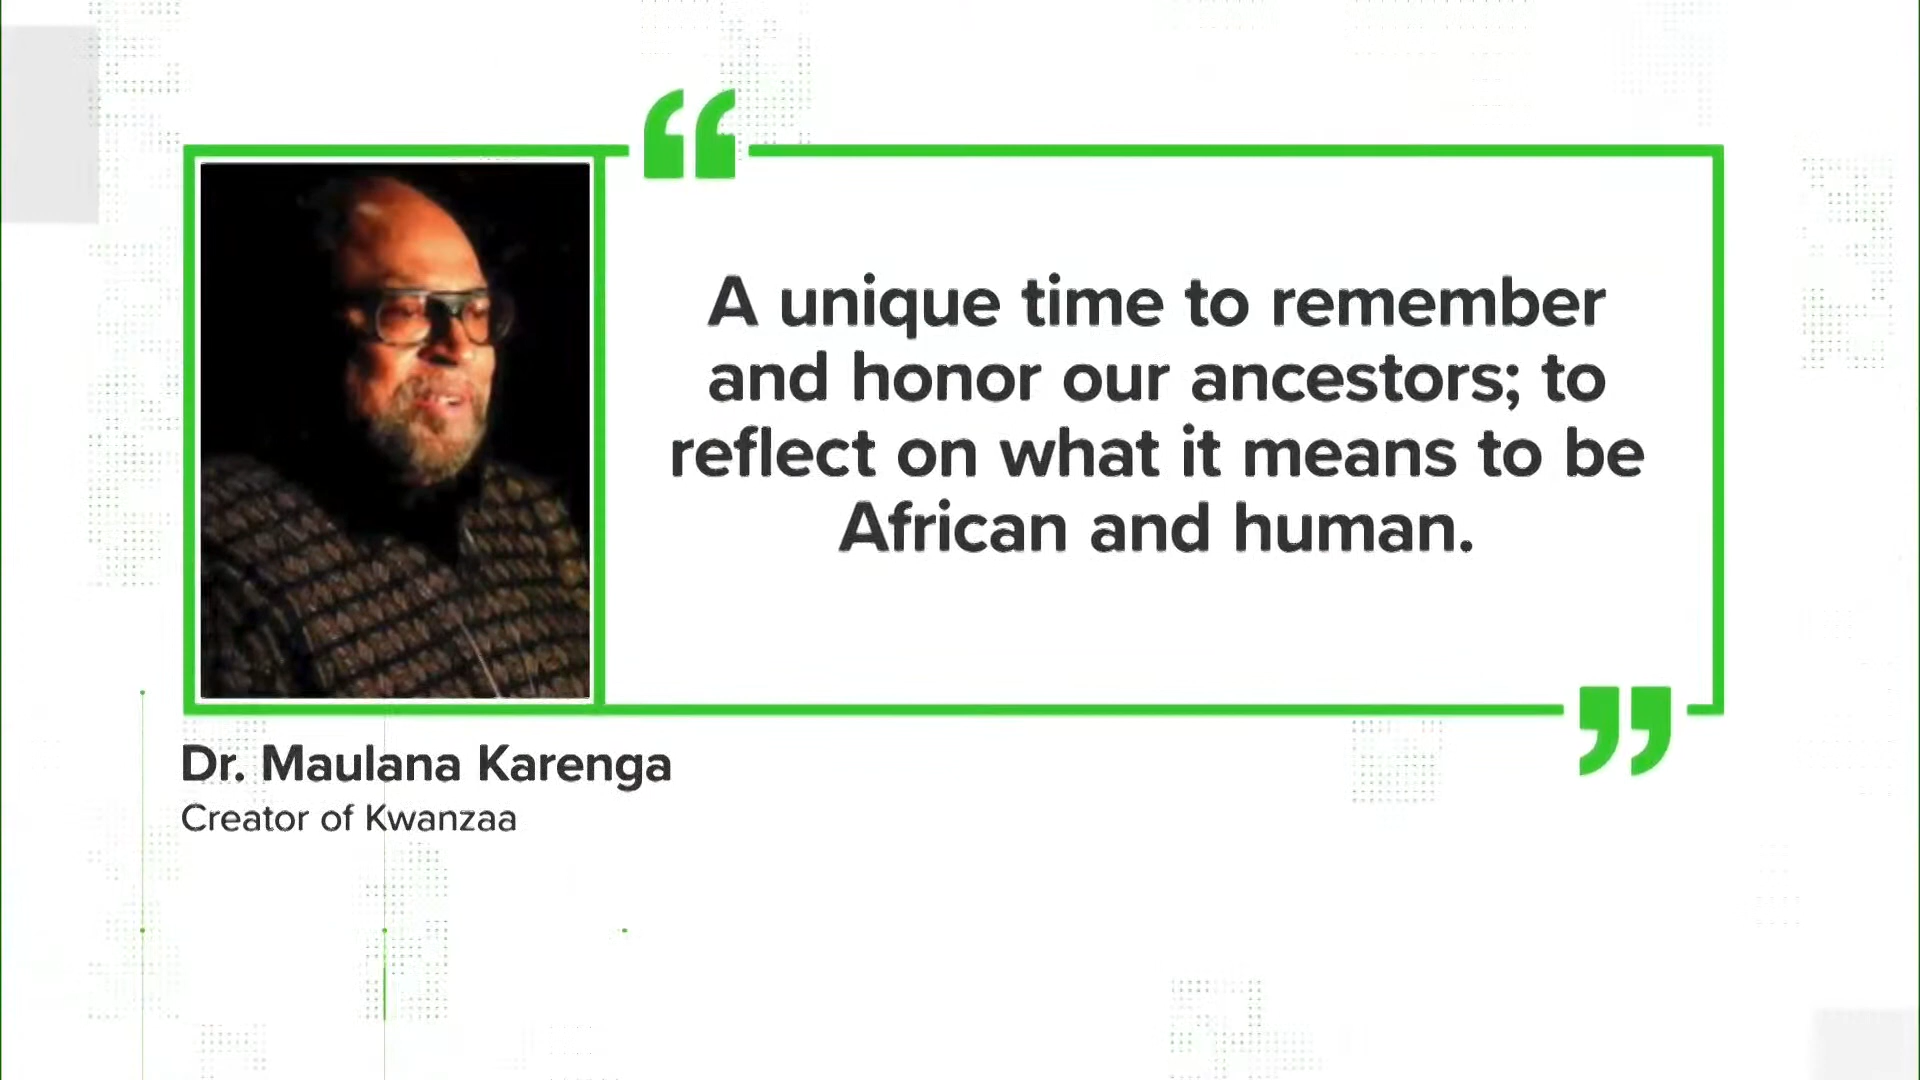 “
A unique time to remember
and honor our ancestors; to
reflect on what it means to be
African and human.
”
Dr. Maulana Karenga
Creator of Kwanzaa